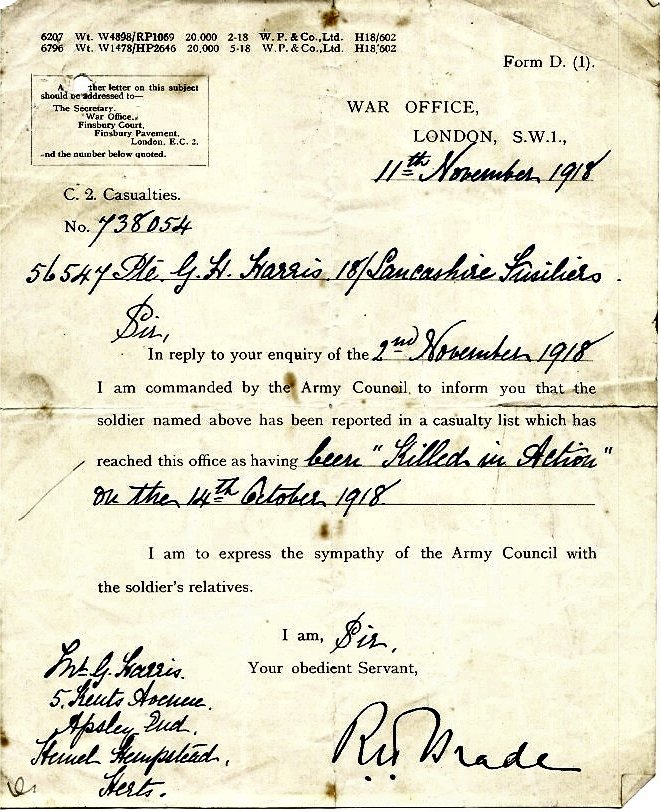 6207 Wt. W4898/RP1069 20,000 2-18 W. P. & Co., Ltd. H18/602
6796 Wt. W1478/HP2646 20,000 5-18 W. P. & Co., Ltd. H18/602
Form D. (1).
A ther letter on this subject
should be addressed to—
The Secretary,
War Office,
Finsbury Court,
Finsbury Pavement,
London, E.C. 2.
nd the number below quoted.
WAR OFFICE,
LONDON, S.W.1.,
11th November 1918
C. 2. Casualties.
No. 738054
56547 Pte. G. H. Harris. 18/Lancashire Fusiliers.
Sir,
In reply to your enquiry of the 2nd November 1918
I am commanded by the Army Council to inform you that the
soldier named above has been reported in a casualty list which has
reached this office as having been "Killed in Action"
on the 14th October 1918
I am to express the sympathy of the Army Council with
the soldier's relatives.
I am, Sir,
Your obedient Servant,
Mr G. Harris.
5. Kents Avenue.
Apsley End.
Hemel Hempstead,
Herts.
R H Brade